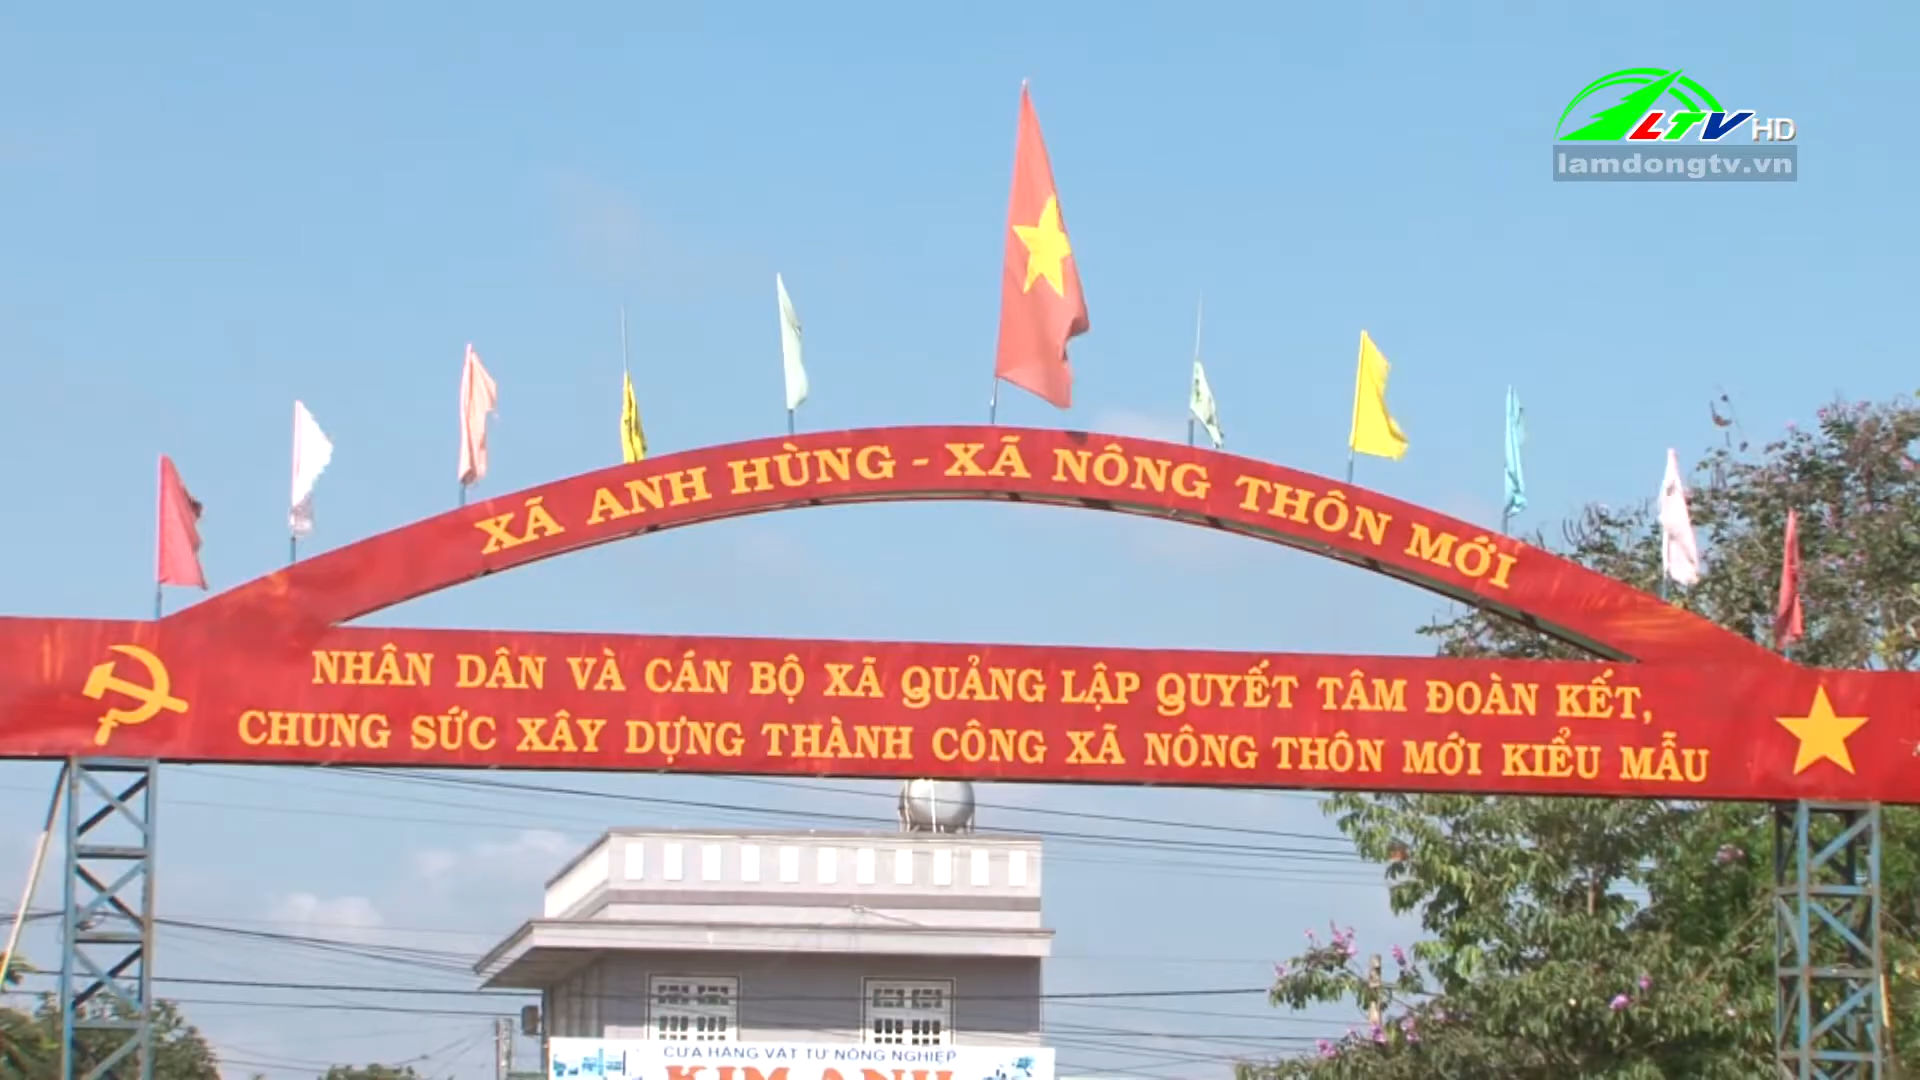 LTV HD
lamdongtv.vn
XÃ ANH HÙNG - XÃ NÔNG THÔN MỚI
NHÂN DÂN VÀ CÁN BỘ XÃ QUẢNG LẬP QUYẾT TÂM ĐOÀN KẾT,
CHUNG SỨC XÂY DỰNG THÀNH CÔNG XÃ NÔNG THÔN MỚI KIỂU MẪU
CỬA HÀNG VẬT TƯ NÔNG NGHIỆP
KIM ANH